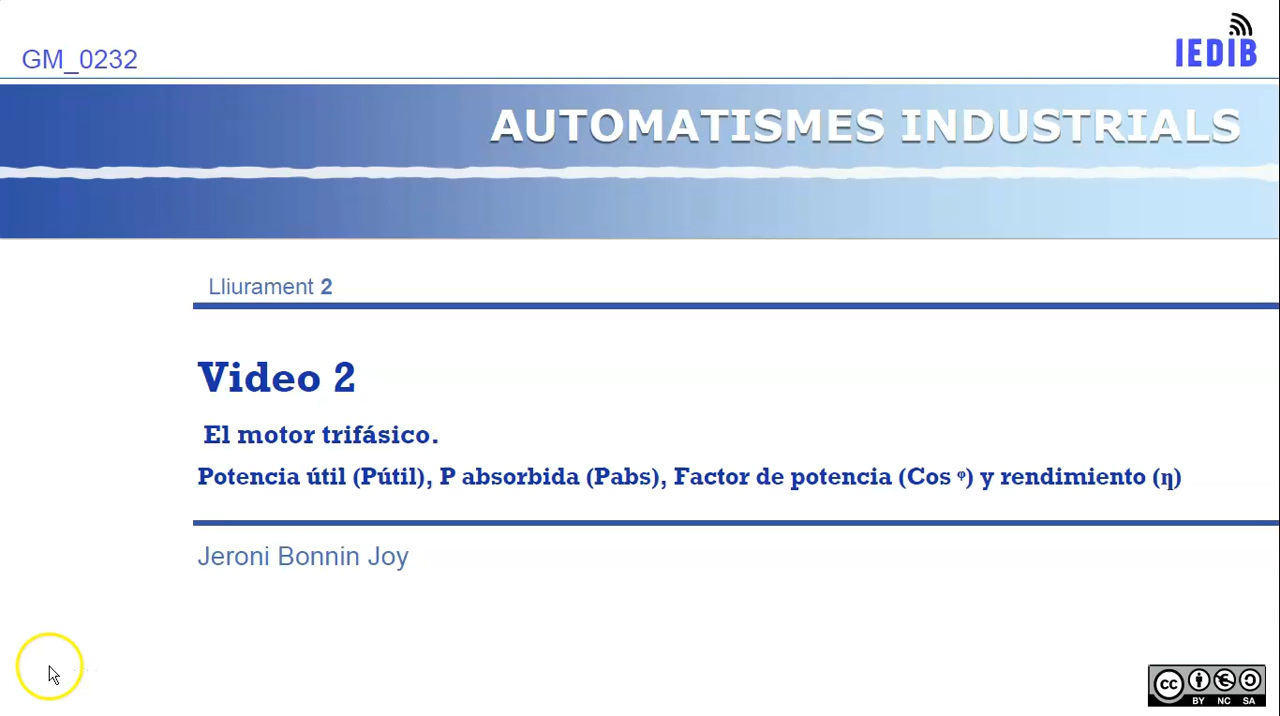 GM_0232
IEDIB
AUTOMATISMES INDUSTRIALS
Lliurament 2
Video 2
El motor trifásico.
Potencia útil (Pútil), P absorbida (Pabs), Factor de potencia (Cos φ) y rendimiento (η)
Jeroni Bonnin Joy
cc
BY NC SA